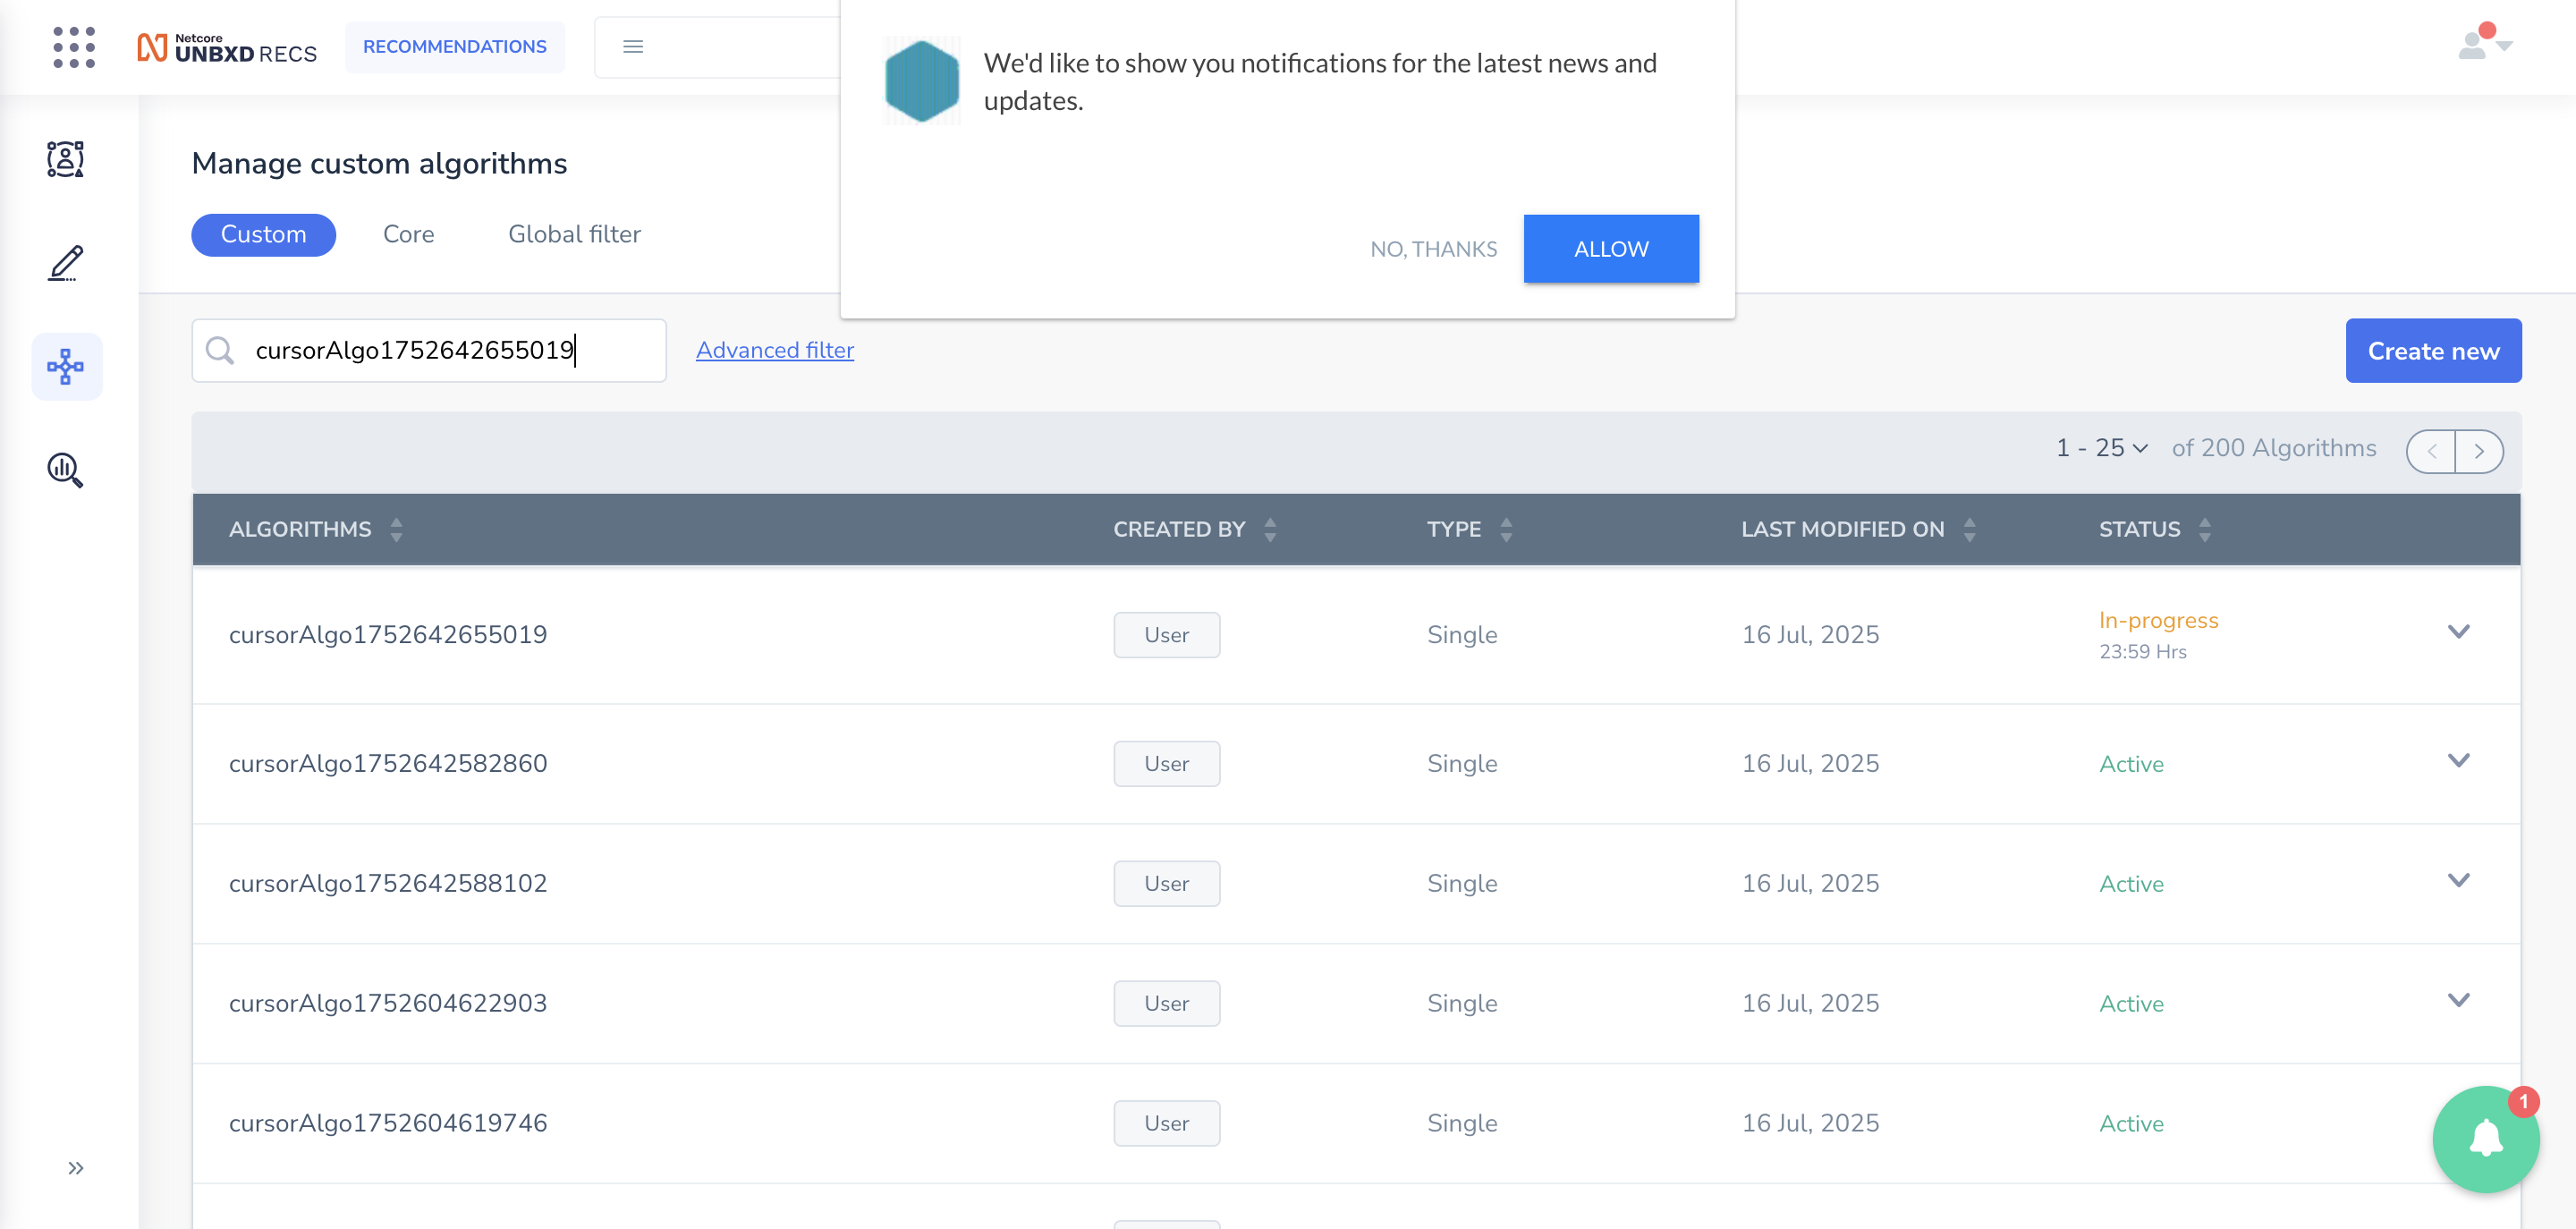 Netcore
UNBXD RECS
RECOMMENDATIONS
We'd like to show you notifications for the latest news and
updates.
NO, THANKS
ALLOW
Manage custom algorithms
Custom
Core
Global filter
cursorAlgo1752642655019
Advanced filter
Create new
1 - 25
of 200 Algorithms
ALGORITHMS
CREATED BY
TYPE
LAST MODIFIED ON
STATUS
cursorAlgo1752642655019
User
Single
16 Jul, 2025
In-progress
23:59 Hrs
cursorAlgo1752642582860
User
Single
16 Jul, 2025
Active
cursorAlgo1752642588102
User
Single
16 Jul, 2025
Active
cursorAlgo1752604622903
User
Single
16 Jul, 2025
Active
cursorAlgo1752604619746
User
Single
16 Jul, 2025
Active
1